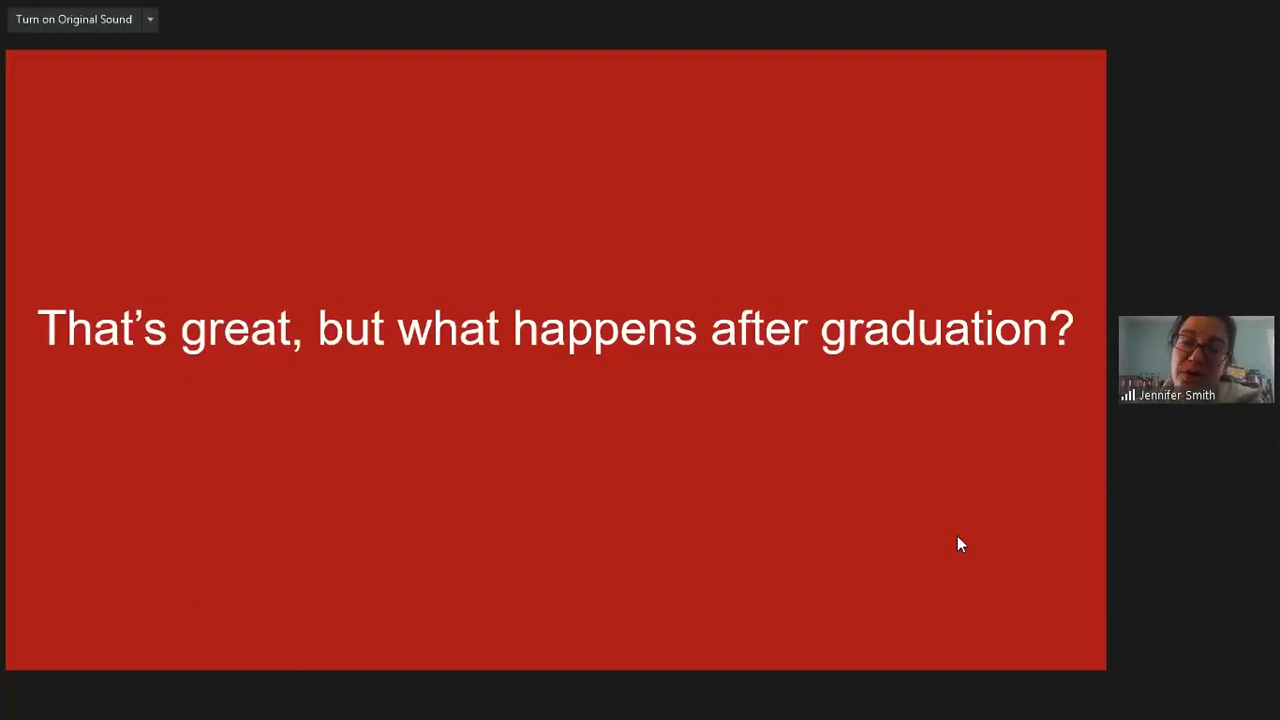 Turn on Original Sound
That’s great, but what happens after graduation?
Jennifer Smith